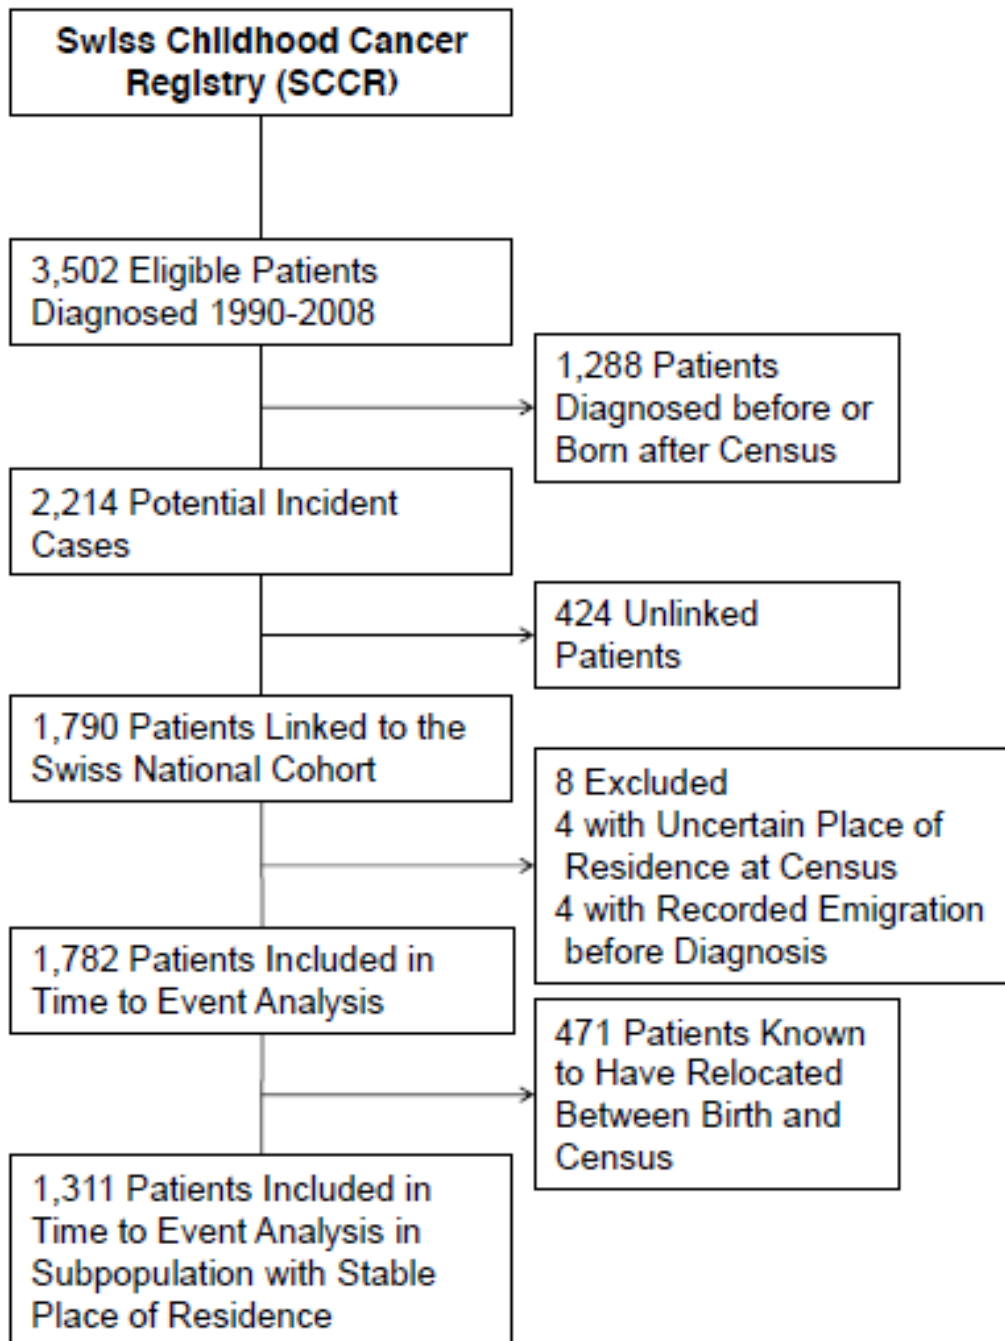 Swiss Childhood Cancer
Registry (SCCR)
3,502 Eligible Patients
Diagnosed 1990-2008
1,288 Patients
Diagnosed before or
Born after Census
2,214 Potential Incident
Cases
424 Unlinked
Patients
1,790 Patients Linked to the
Swiss National Cohort
8 Excluded
4 with Uncertain Place of
Residence at Census
4 with Recorded Emigration
before Diagnosis
1,782 Patients Included in
Time to Event Analysis
471 Patients Known
to Have Relocated
Between Birth and
Census
1,311 Patients Included in
Time to Event Analysis in
Subpopulation with Stable
Place of Residence